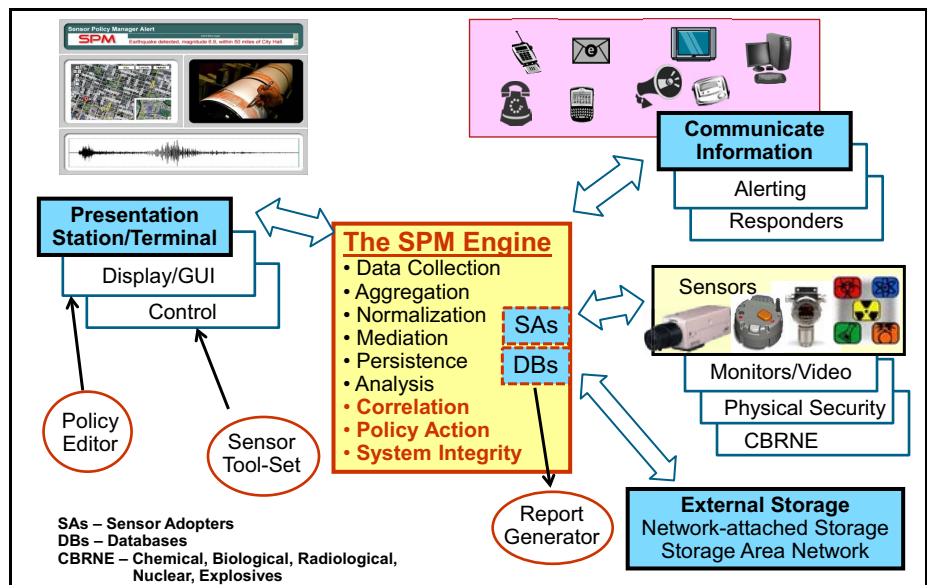 Sensor Policy Manager Alert
SPM
Earthquake detected, magnitude 6.9, within 50 miles of City Hall.
e
Communicate
Information
Alerting
Responders
Presentation
Station/Terminal
Display/GUI
Control
The SPM Engine
• Data Collection
• Aggregation
• Normalization
• Mediation
• Persistence
• Analysis
• Correlation
• Policy Action
• System Integrity
SAs
DBs
Sensors
Monitors/Video
Physical Security
CBRNE
Policy
Editor
Sensor
Tool-Set
Report
Generator
External Storage
Network-attached Storage
Storage Area Network
SAs – Sensor Adopters
DBs – Databases
CBRNE – Chemical, Biological, Radiological,
Nuclear, Explosives